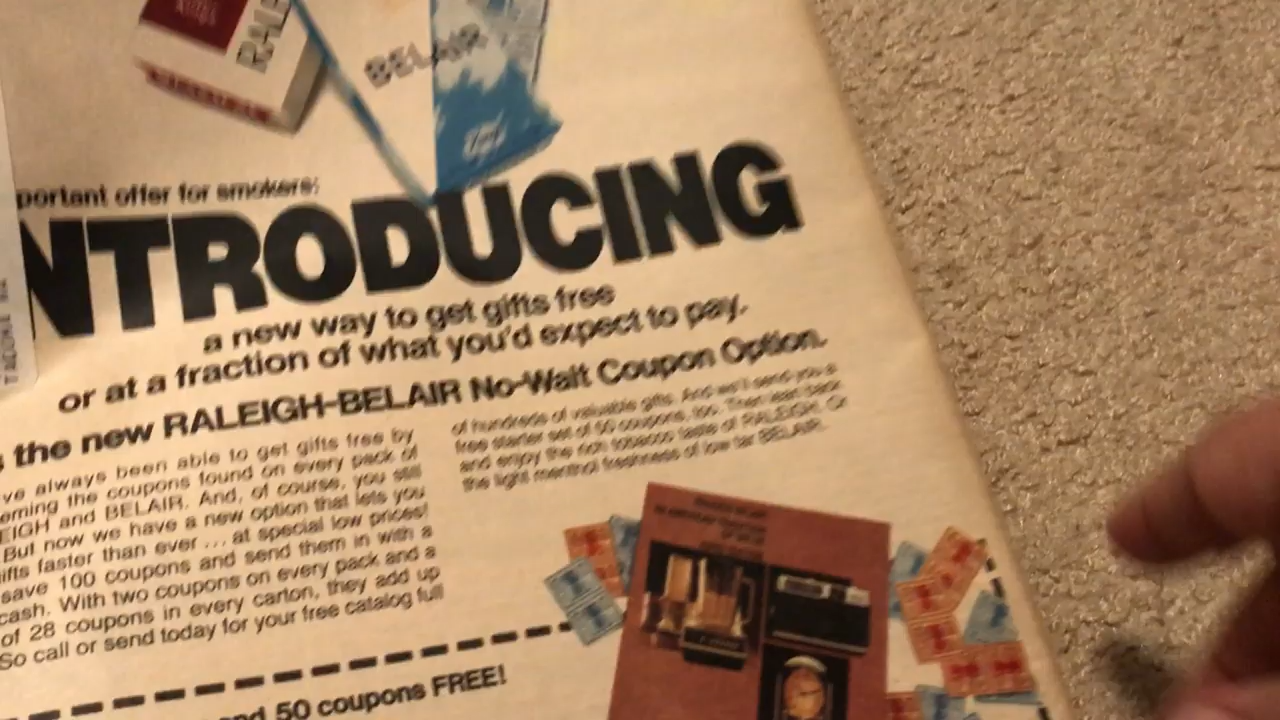 RALE
BELAIR
portant offer for smokers:
NTRODUCING
a new way to get gifts free
or at a fraction of what you'd expect to pay.
the new RALEIGH-BELAIR No-Wait Coupon Option.
ve always been able to get gifts free by
eming the coupons found on every pack of
EIGH and BELAIR. And, of course, you still
But now we have a new option that lets you
ifts faster than ever ... at special low prices!
save 100 coupons and send them in with a
cash. With two coupons on every pack and a
of 28 coupons in every carton, they add up
So call or send today for your free catalog full
of hundreds of valuable gifts. And we'll send you a
free starter set of 50 coupons, too. Then lean back
and enjoy the rich tobacco taste of RALEIGH. Or
the light menthol freshness of low tar BELAIR.
nd 50 coupons FREE!